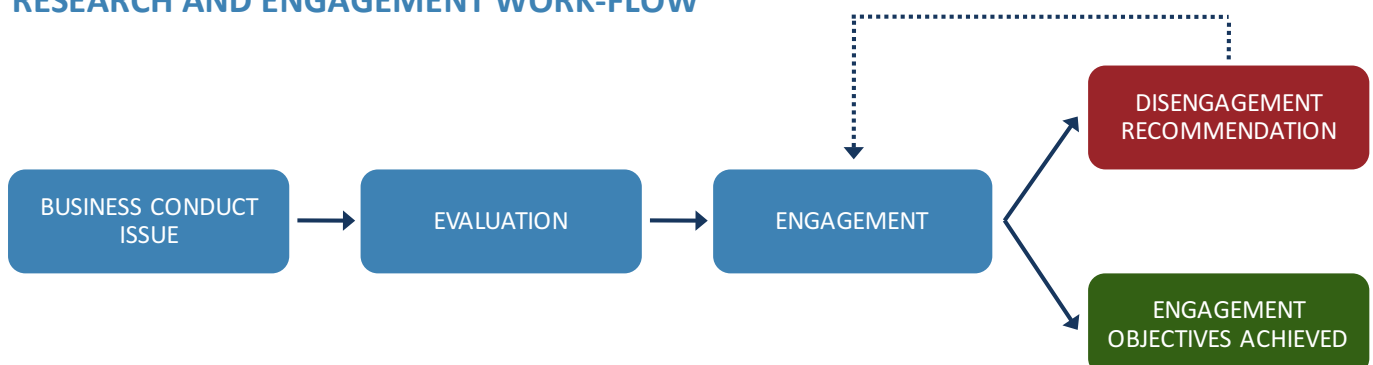 RESEARCH AND ENGAGEMENT WORK-FLOW
DISENGAGEMENT
RECOMMENDATION
BUSINESS CONDUCT
ISSUE
EVALUATION
ENGAGEMENT
ENGAGEMENT
OBJECTIVES ACHIEVED